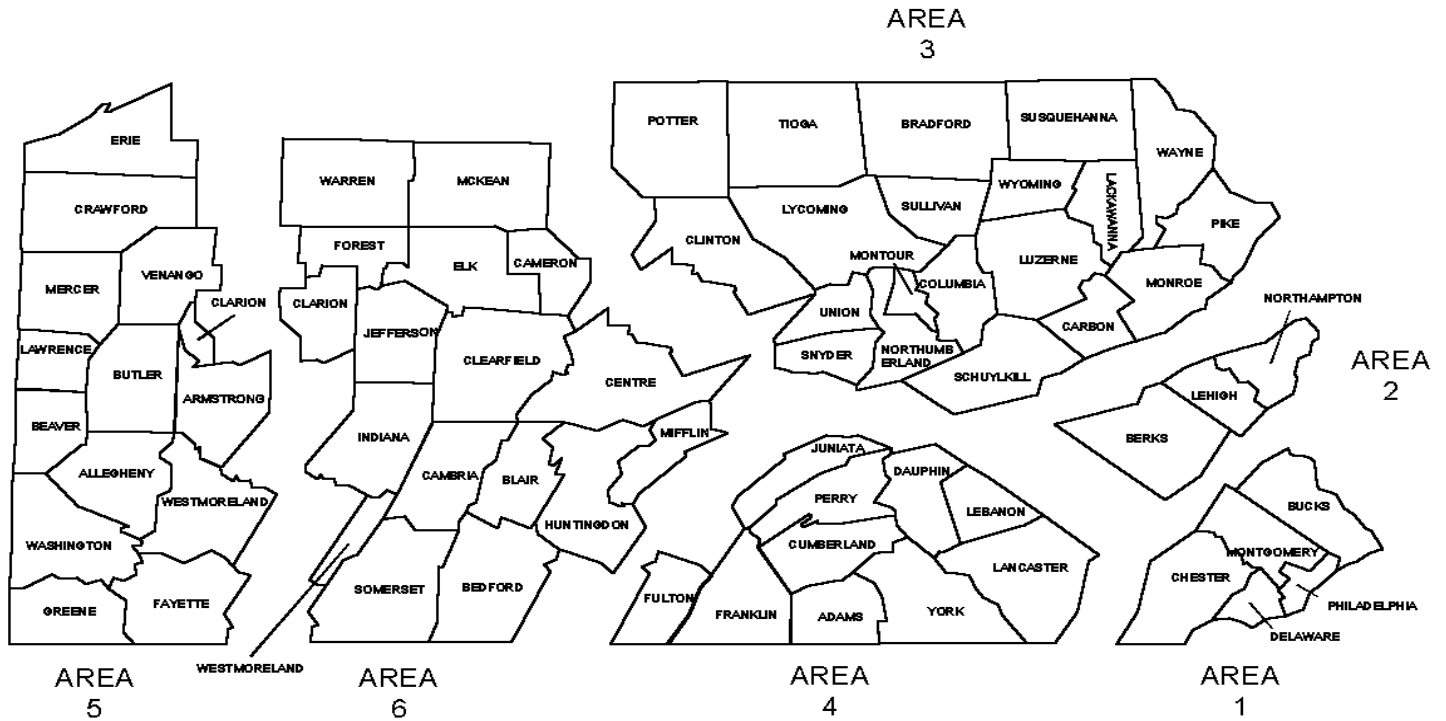 AREA
3
POTTER
TIOGA
BRADFORD
SUSQUEHANNA
WAYNE
WYOMING
LACKAWANNA
LYCOMING
SULLIVAN
PIKE
CLINTON
MONTOUR
LUZERNE
COLUMBIA
MONROE
UNION
CARBON
SNYDER
NORTHUMB
ERLAND
SCHUYLKILL
ERIE
CRAWFORD
VENANGO
MERCER
CLARION
LAWRENCE
BUTLER
ARMSTRONG
BEAVER
ALLEGHENY
WESTMORELAND
WASHINGTON
GREENE
FAYETTE
AREA
5
WARREN
MCKEAN
FOREST
ELK
CAMERON
CLARION
JEFFERSON
CLEARFIELD
CENTRE
INDIANA
MIFFLIN
CAMBRIA
BLAIR
HUNTINGDON
SOMERSET
BEDFORD
WESTMORELAND
AREA
6
JUNIATA
DAUPHIN
PERRY
LEBANON
CUMBERLAND
LANCASTER
FULTON
FRANKLIN
ADAMS
YORK
AREA
4
NORTHAMPTON
AREA
2
LEHIGH
BERKS
BUCKS
MONTGOMERY
CHESTER
PHILADELPHIA
DELAWARE
AREA
1